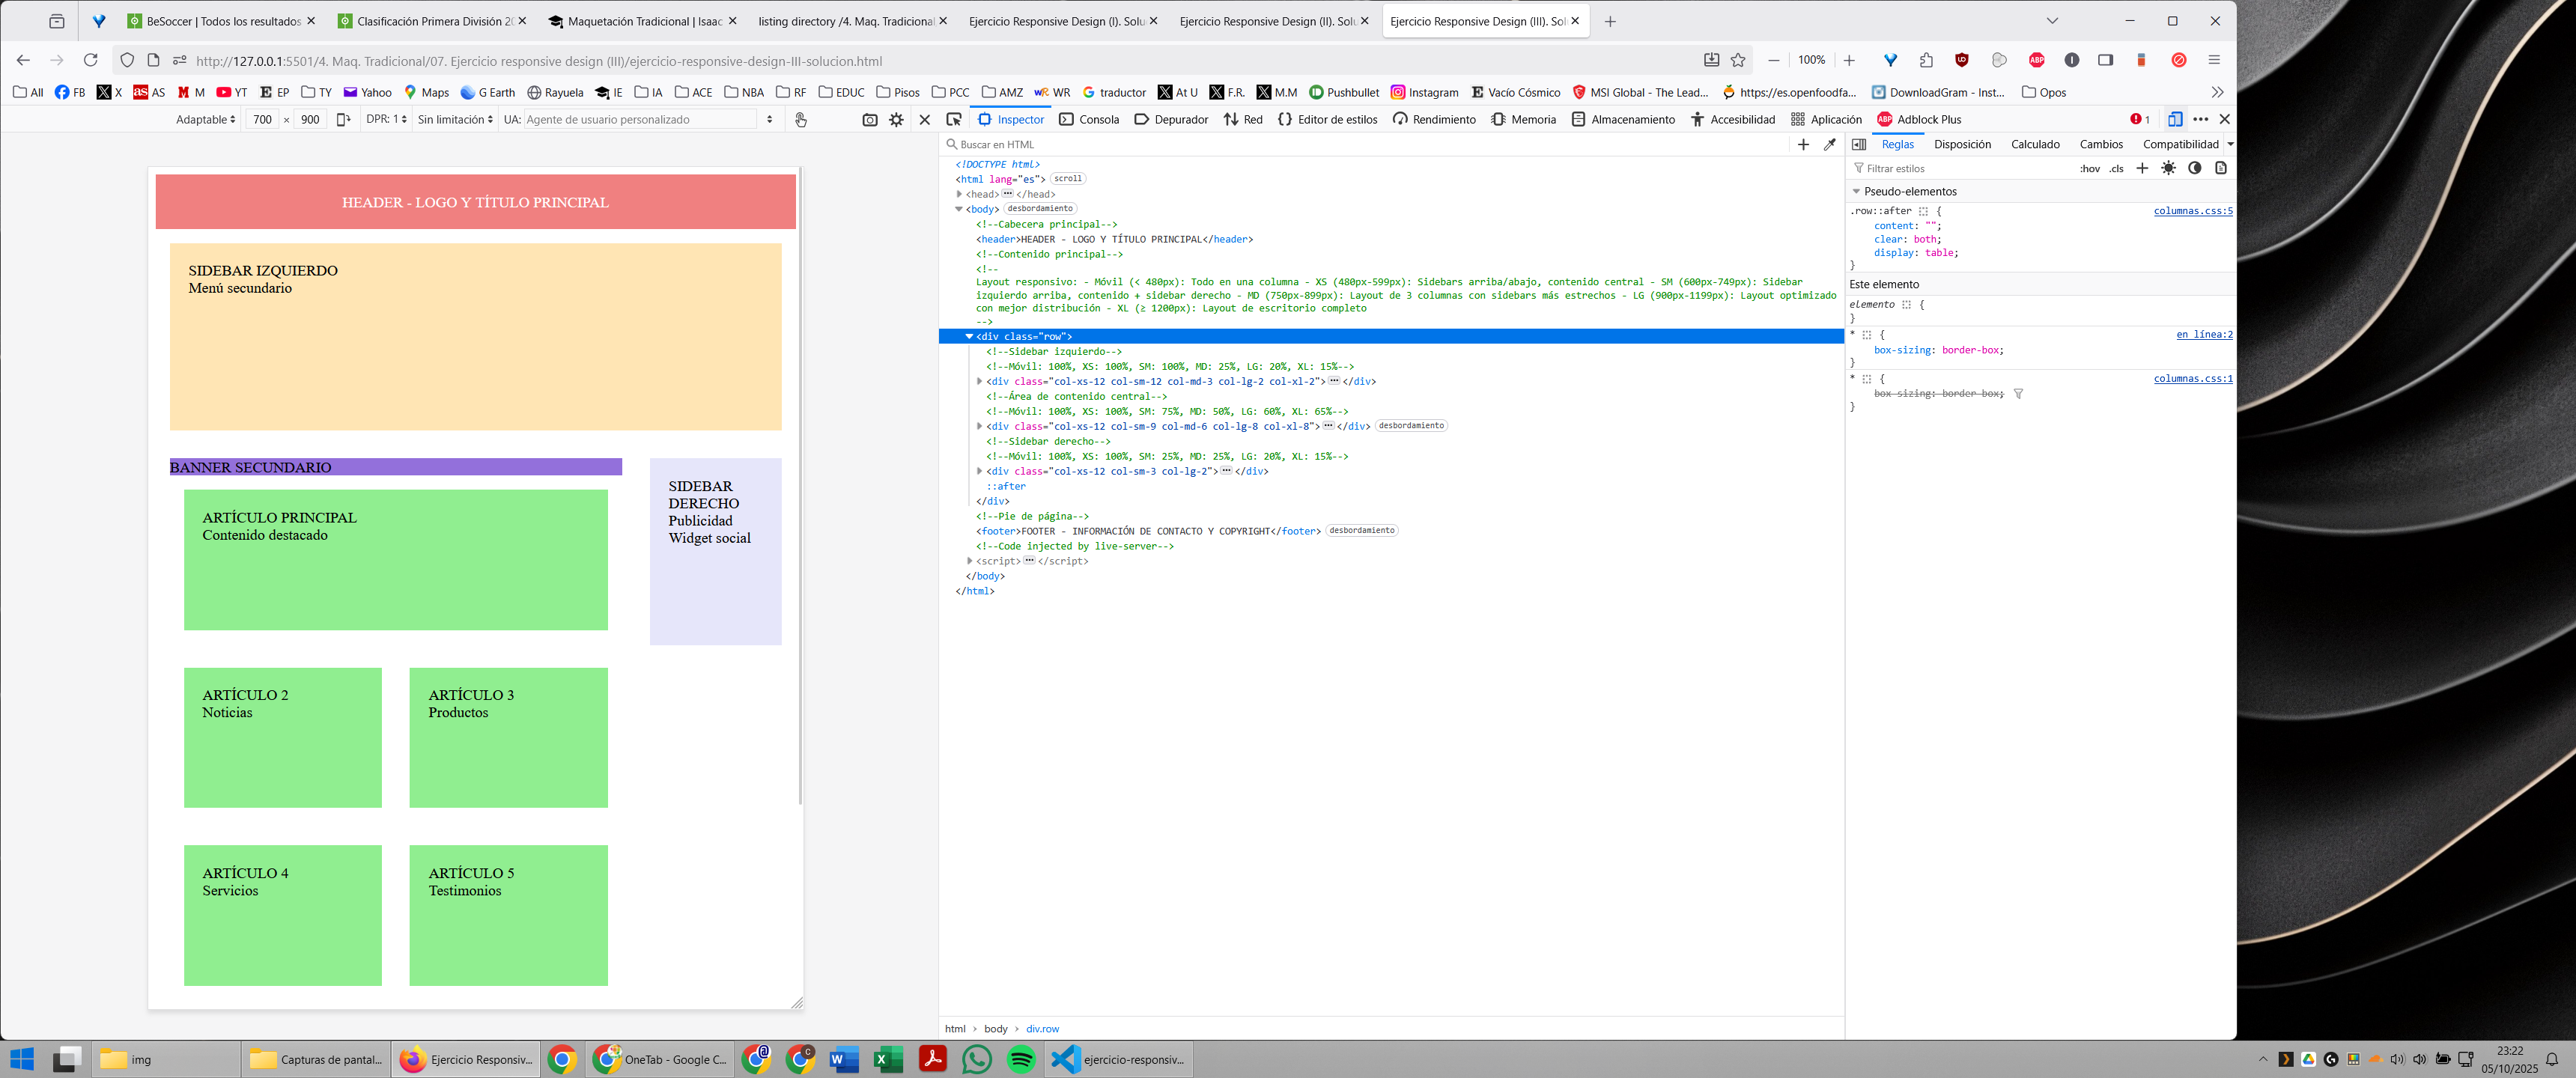 BeSoccer | Todos los resultados
Clasificación Primera División 20
Maquetación Tradicional | Isaac
listing directory /4. Maq. Tradicional
Ejercicio Responsive Design (I). Solu
Ejercicio Responsive Design (II). Solu
Ejercicio Responsive Design (III). Sol
http://127.0.0.1:5501/4. Maq. Tradicional/07. Ejercicio responsive design (III)/ejercicio-responsive-design-III-solucion.html
100%
All FB X AS M YT EP TY Yahoo Maps G Earth Rayuela IE IA ACE NBA RF EDUC Pisos PCC AMZ WR traductor At U F.R. M.M Pushbullet Instagram Vacío Cósmico MSI Global - The Lead... https://es.openfoodfa... DownloadGram - Inst... Opos
Adaptable 700 × 900 DPR: 1 Sin limitación UA: Agente de usuario personalizado
Inspector Consola Depurador Red Editor de estilos Rendimiento Memoria Almacenamiento Accesibilidad Aplicación Adblock Plus 1
HEADER - LOGO Y TÍTULO PRINCIPAL
SIDEBAR IZQUIERDO
Menú secundario
BANNER SECUNDARIO
ARTÍCULO PRINCIPAL
Contenido destacado
SIDEBAR
DERECHO
Publicidad
Widget social
ARTÍCULO 2
Noticias
ARTÍCULO 3
Productos
ARTÍCULO 4
Servicios
ARTÍCULO 5
Testimonios
Buscar en HTML
<!DOCTYPE html>
<html lang="es"> scroll
<head> ••• </head>
<body> desbordamiento
<!--Cabecera principal-->
<header>HEADER - LOGO Y TÍTULO PRINCIPAL</header>
<!--Contenido principal-->
<!--
Layout responsivo: - Móvil (< 480px): Todo en una columna - XS (480px-599px): Sidebars arriba/abajo, contenido central - SM (600px-749px): Sidebar
izquierdo arriba, contenido + sidebar derecho - MD (750px-899px): Layout de 3 columnas con sidebars más estrechos - LG (900px-1199px): Layout optimizado
con mejor distribución - XL (≥ 1200px): Layout de escritorio completo
-->
<div class="row">
<!--Sidebar izquierdo-->
<!--Móvil: 100%, XS: 100%, SM: 100%, MD: 25%, LG: 20%, XL: 15%-->
<div class="col-xs-12 col-sm-12 col-md-3 col-lg-2 col-xl-2"> ••• </div>
<!--Área de contenido central-->
<!--Móvil: 100%, XS: 100%, SM: 75%, MD: 50%, LG: 60%, XL: 65%-->
<div class="col-xs-12 col-sm-9 col-md-6 col-lg-8 col-xl-8"> ••• </div> desbordamiento
<!--Sidebar derecho-->
<!--Móvil: 100%, XS: 100%, SM: 25%, MD: 25%, LG: 20%, XL: 15%-->
<div class="col-xs-12 col-sm-3 col-lg-2"> ••• </div>
::after
</div>
<!--Pie de página-->
<footer>FOOTER - INFORMACIÓN DE CONTACTO Y COPYRIGHT</footer> desbordamiento
<!--Code injected by live-server-->
<script> ••• </script>
</body>
</html>
html > body > div.row
Reglas Disposición Calculado Cambios Compatibilidad
Filtrar estilos :hov .cls
Pseudo-elementos
.row::after { columnas.css:5
content: "";
clear: both;
display: table;
}
Este elemento
elemento {
}
* { en línea:2
box-sizing: border-box;
}
* { columnas.css:1
box-sizing: border-box;
}
img
Capturas de pantal...
Ejercicio Responsiv...
OneTab - Google C...
ejercicio-responsiv...
23:22
05/10/2025